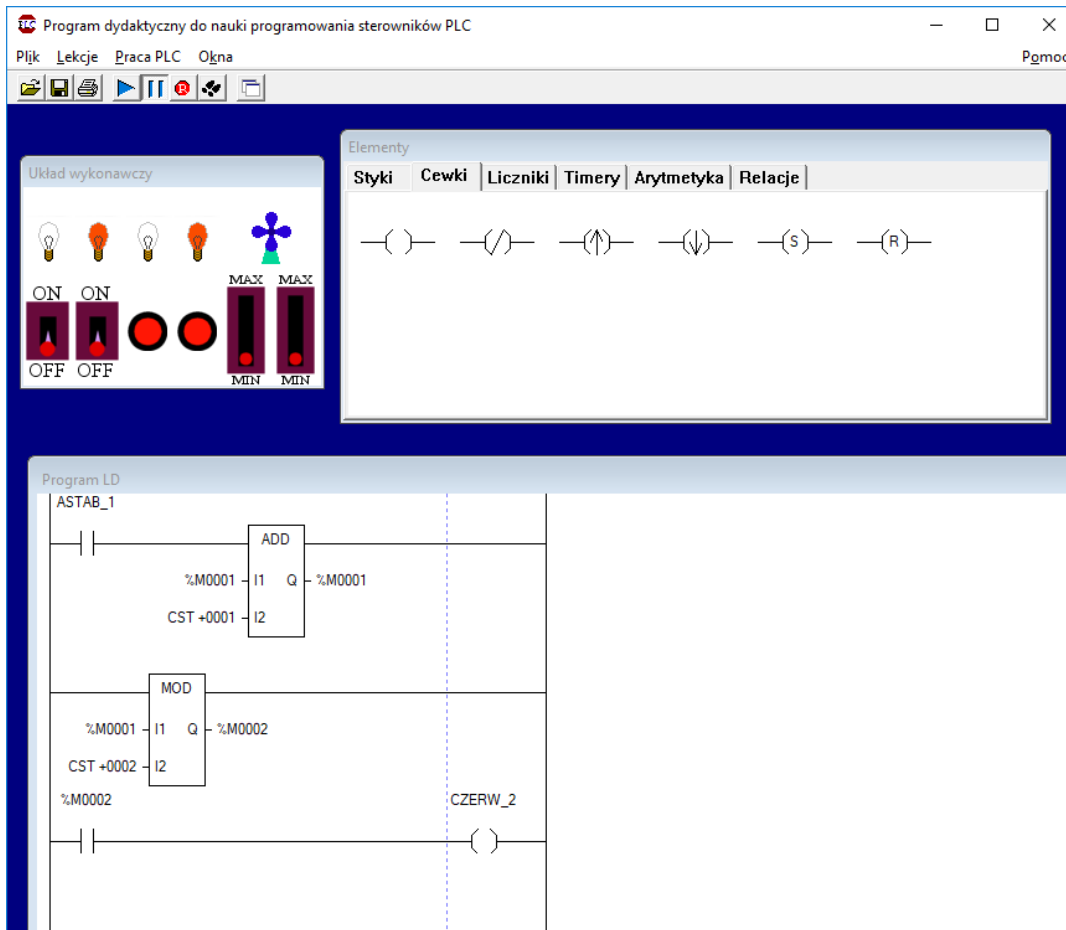 Program dydaktyczny do nauki programowania sterowników PLC
Plik Lekcje Praca PLC Okna Pomoc
R
Elementy
Układ wykonawczy
Styki Cewki Liczniki Timery Arytmetyka Relacje
S R
ON ON MAX MAX
OFF OFF MIN MIN
Program LD
ASTAB_1
ADD
%M0001 I1 Q %M0001
CST +0001 I2
MOD
%M0001 I1 Q %M0002
CST +0002 I2
%M0002 CZERW_2